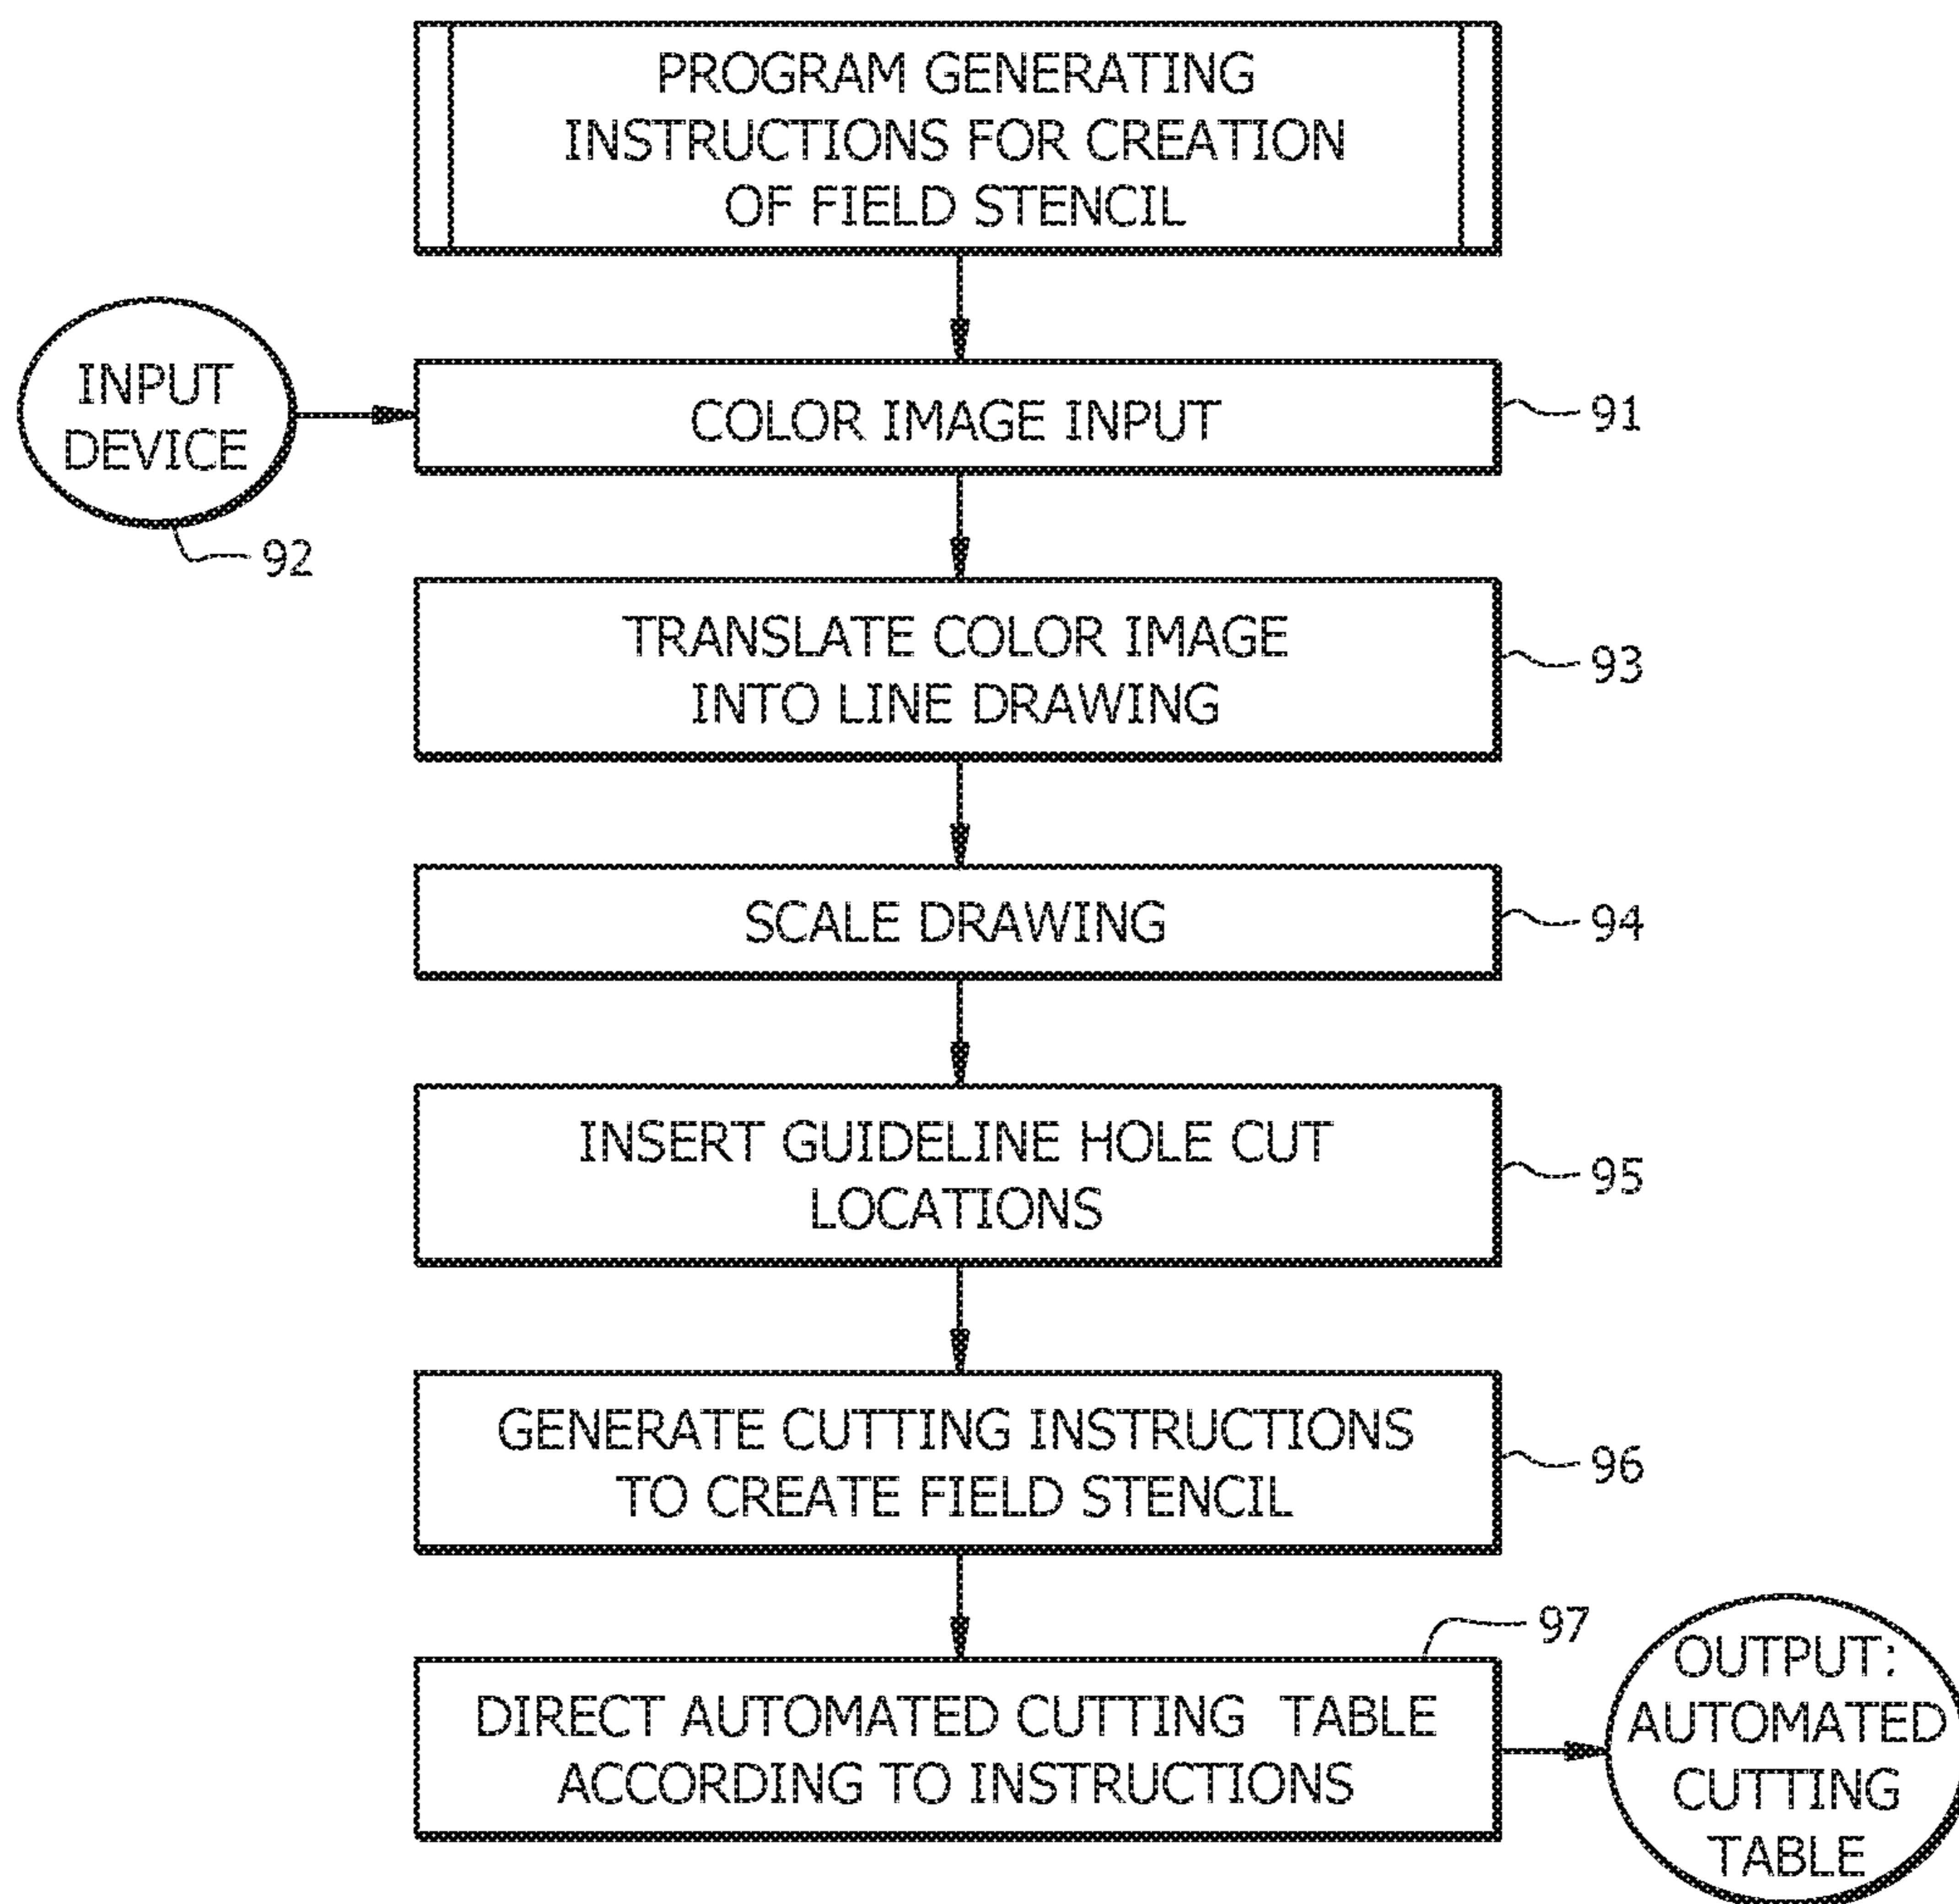 PROGRAM GENERATING
INSTRUCTIONS FOR CREATION
OF FIELD STENCIL
INPUT
DEVICE
92
COLOR IMAGE INPUT
91
TRANSLATE COLOR IMAGE
INTO LINE DRAWING
93
SCALE DRAWING
94
INSERT GUIDELINE HOLE CUT
LOCATIONS
95
GENERATE CUTTING INSTRUCTIONS
TO CREATE FIELD STENCIL
96
97
DIRECT AUTOMATED CUTTING TABLE
ACCORDING TO INSTRUCTIONS
OUTPUT:
AUTOMATED
CUTTING
TABLE